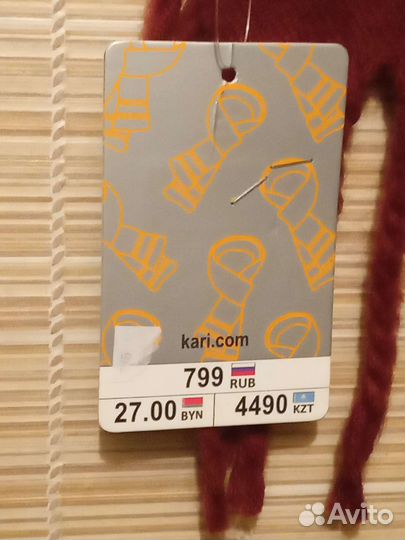 kari.com
799 RUB
27.00 BYN 4490 KZT
Avito